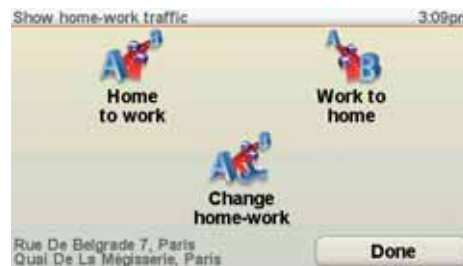 Show home-work traffic 3:09pm
Home
to work
Work to
home
Change
home-work
Rue De Belgrade 7, Paris
Quai De La Mégisserie, Paris
Done
A B
A B
A B